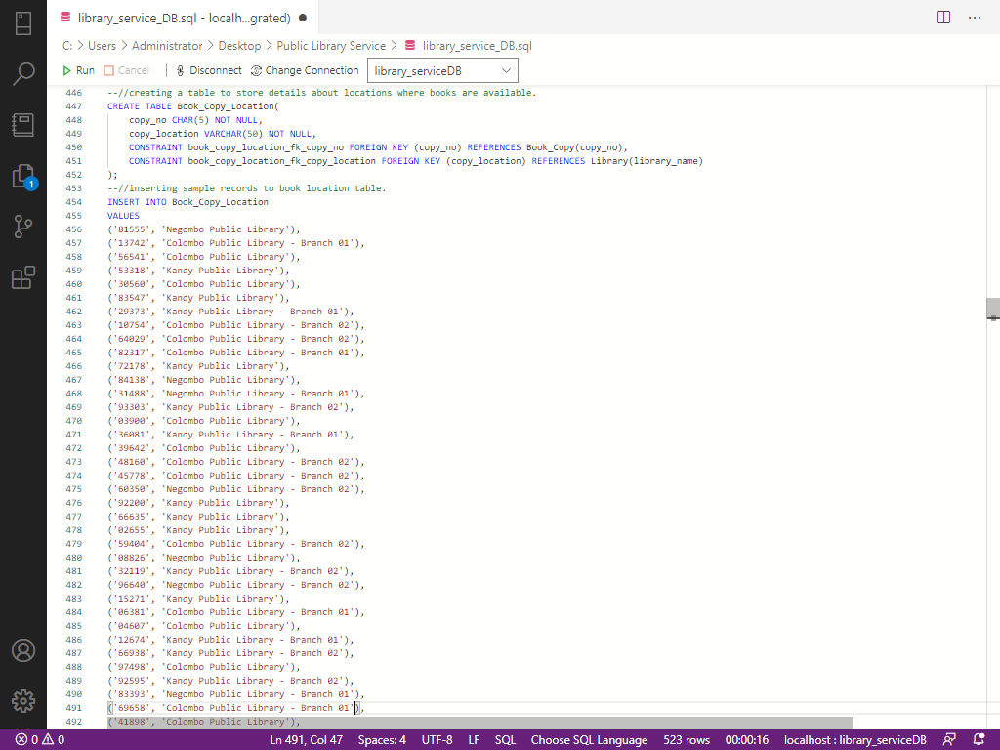 library_service_DB.sql - localh...grated)
C: > Users > Administrator > Desktop > Public Library Service > library_service_DB.sql
Run Cancel Disconnect Change Connection library_serviceDB
446 --//creating a table to store details about locations where books are available.
447 CREATE TABLE Book_Copy_Location(
448 copy_no CHAR(5) NOT NULL,
449 copy_location VARCHAR(50) NOT NULL,
450 CONSTRAINT book_copy_location_fk_copy_no FOREIGN KEY (copy_no) REFERENCES Book_Copy(copy_no),
451 CONSTRAINT book_copy_location_fk_copy_location FOREIGN KEY (copy_location) REFERENCES Library(library_name)
452 );
453 --//inserting sample records to book location table.
454 INSERT INTO Book_Copy_Location
455 VALUES
456 ('81555', 'Negombo Public Library'),
457 ('13742', 'Colombo Public Library - Branch 01'),
458 ('56541', 'Colombo Public Library'),
459 ('53318', 'Kandy Public Library'),
460 ('30560', 'Colombo Public Library'),
461 ('83547', 'Kandy Public Library'),
462 ('29373', 'Kandy Public Library - Branch 01'),
463 ('10754', 'Colombo Public Library - Branch 02'),
464 ('64029', 'Colombo Public Library - Branch 02'),
465 ('82317', 'Colombo Public Library - Branch 01'),
466 ('72178', 'Kandy Public Library'),
467 ('84138', 'Negombo Public Library'),
468 ('31488', 'Negombo Public Library - Branch 01'),
469 ('93303', 'Kandy Public Library - Branch 02'),
470 ('03900', 'Colombo Public Library'),
471 ('36081', 'Kandy Public Library - Branch 01'),
472 ('39642', 'Colombo Public Library'),
473 ('48160', 'Colombo Public Library - Branch 02'),
474 ('45778', 'Colombo Public Library - Branch 02'),
475 ('60350', 'Negombo Public Library - Branch 02'),
476 ('92200', 'Kandy Public Library'),
477 ('66635', 'Kandy Public Library'),
478 ('02655', 'Kandy Public Library'),
479 ('59404', 'Colombo Public Library - Branch 02'),
480 ('08826', 'Negombo Public Library'),
481 ('32119', 'Kandy Public Library - Branch 02'),
482 ('96640', 'Negombo Public Library - Branch 02'),
483 ('15271', 'Kandy Public Library'),
484 ('06381', 'Colombo Public Library - Branch 01'),
485 ('04607', 'Colombo Public Library'),
486 ('12674', 'Kandy Public Library - Branch 01'),
487 ('66938', 'Kandy Public Library - Branch 02'),
488 ('97498', 'Colombo Public Library'),
489 ('92595', 'Kandy Public Library - Branch 02'),
490 ('83393', 'Negombo Public Library - Branch 01'),
491 ('69658', 'Colombo Public Library - Branch 01'),
492 ('41898', 'Colombo Public Library'),
1
0 0 Ln 491, Col 47 Spaces: 4 UTF-8 LF SQL Choose SQL Language 523 rows 00:00:16 localhost : library_serviceDB